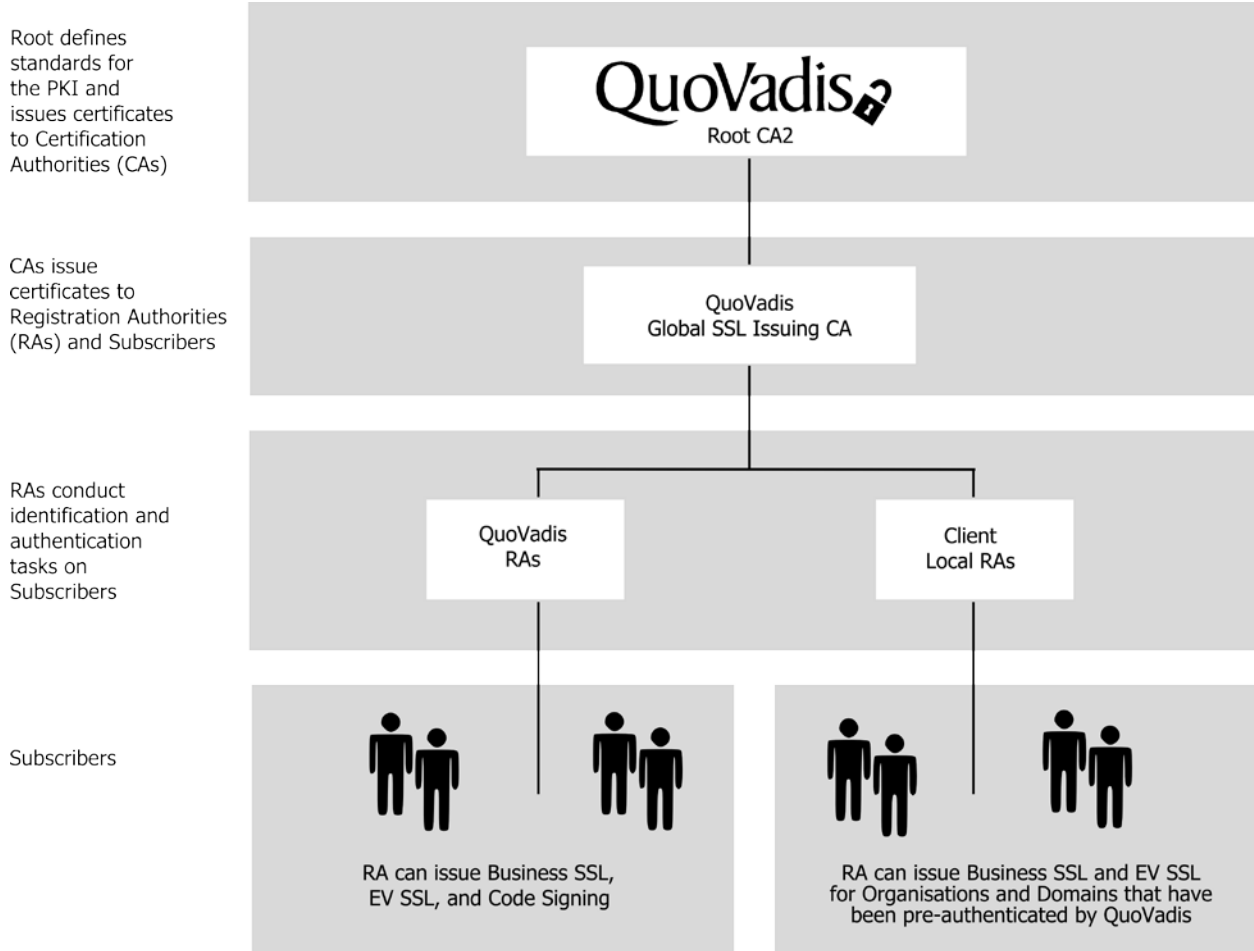 Root defines
standards for
the PKI and
issues certificates
to Certification
Authorities (CAs)
QuoVadis
Root CA2
CAs issue
certificates to
Registration Authorities
(RAs) and Subscribers
QuoVadis
Global SSL Issuing CA
RAs conduct
identification and
authentication
tasks on
Subscribers
QuoVadis
RAs
Client
Local RAs
Subscribers
RA can issue Business SSL,
EV SSL, and Code Signing
RA can issue Business SSL and EV SSL
for Organisations and Domains that have
been pre-authenticated by QuoVadis